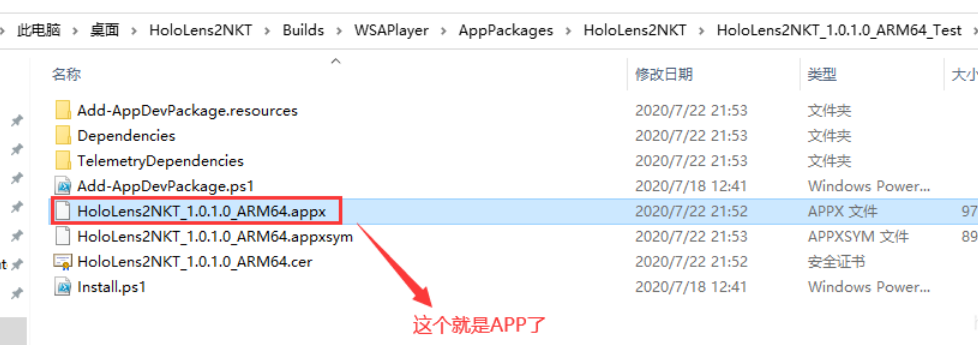 此电脑 > 桌面 > HoloLens2NKT > Builds > WSAPlayer > AppPackages > HoloLens2NKT > HoloLens2NKT_1.0.1.0_ARM64_Test >
名称 修改日期 类型 大小
Add-AppDevPackage.resources 2020/7/22 21:53 文件夹
Dependencies 2020/7/22 21:53 文件夹
TelemetryDependencies 2020/7/22 21:53 文件夹
Add-AppDevPackage.ps1 2020/7/18 12:41 Windows Power...
HoloLens2NKT_1.0.1.0_ARM64.appx 2020/7/22 21:52 APPX 文件 97
HoloLens2NKT_1.0.1.0_ARM64.appxsym 2020/7/22 21:53 APPXSYM 文件 89
HoloLens2NKT_1.0.1.0_ARM64.cer 2020/7/22 21:52 安全证书
Install.ps1 2020/7/18 12:41 Windows Power...
这个就是APP了